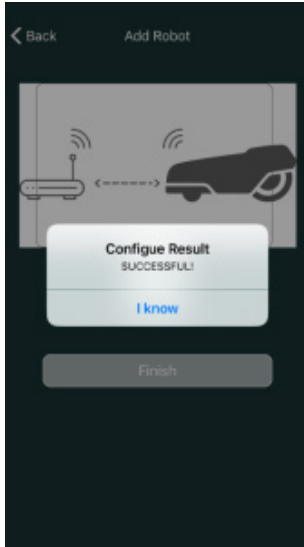 Back
Add Robot
Configue Result
SUCCESSFUL!
I know
Finish